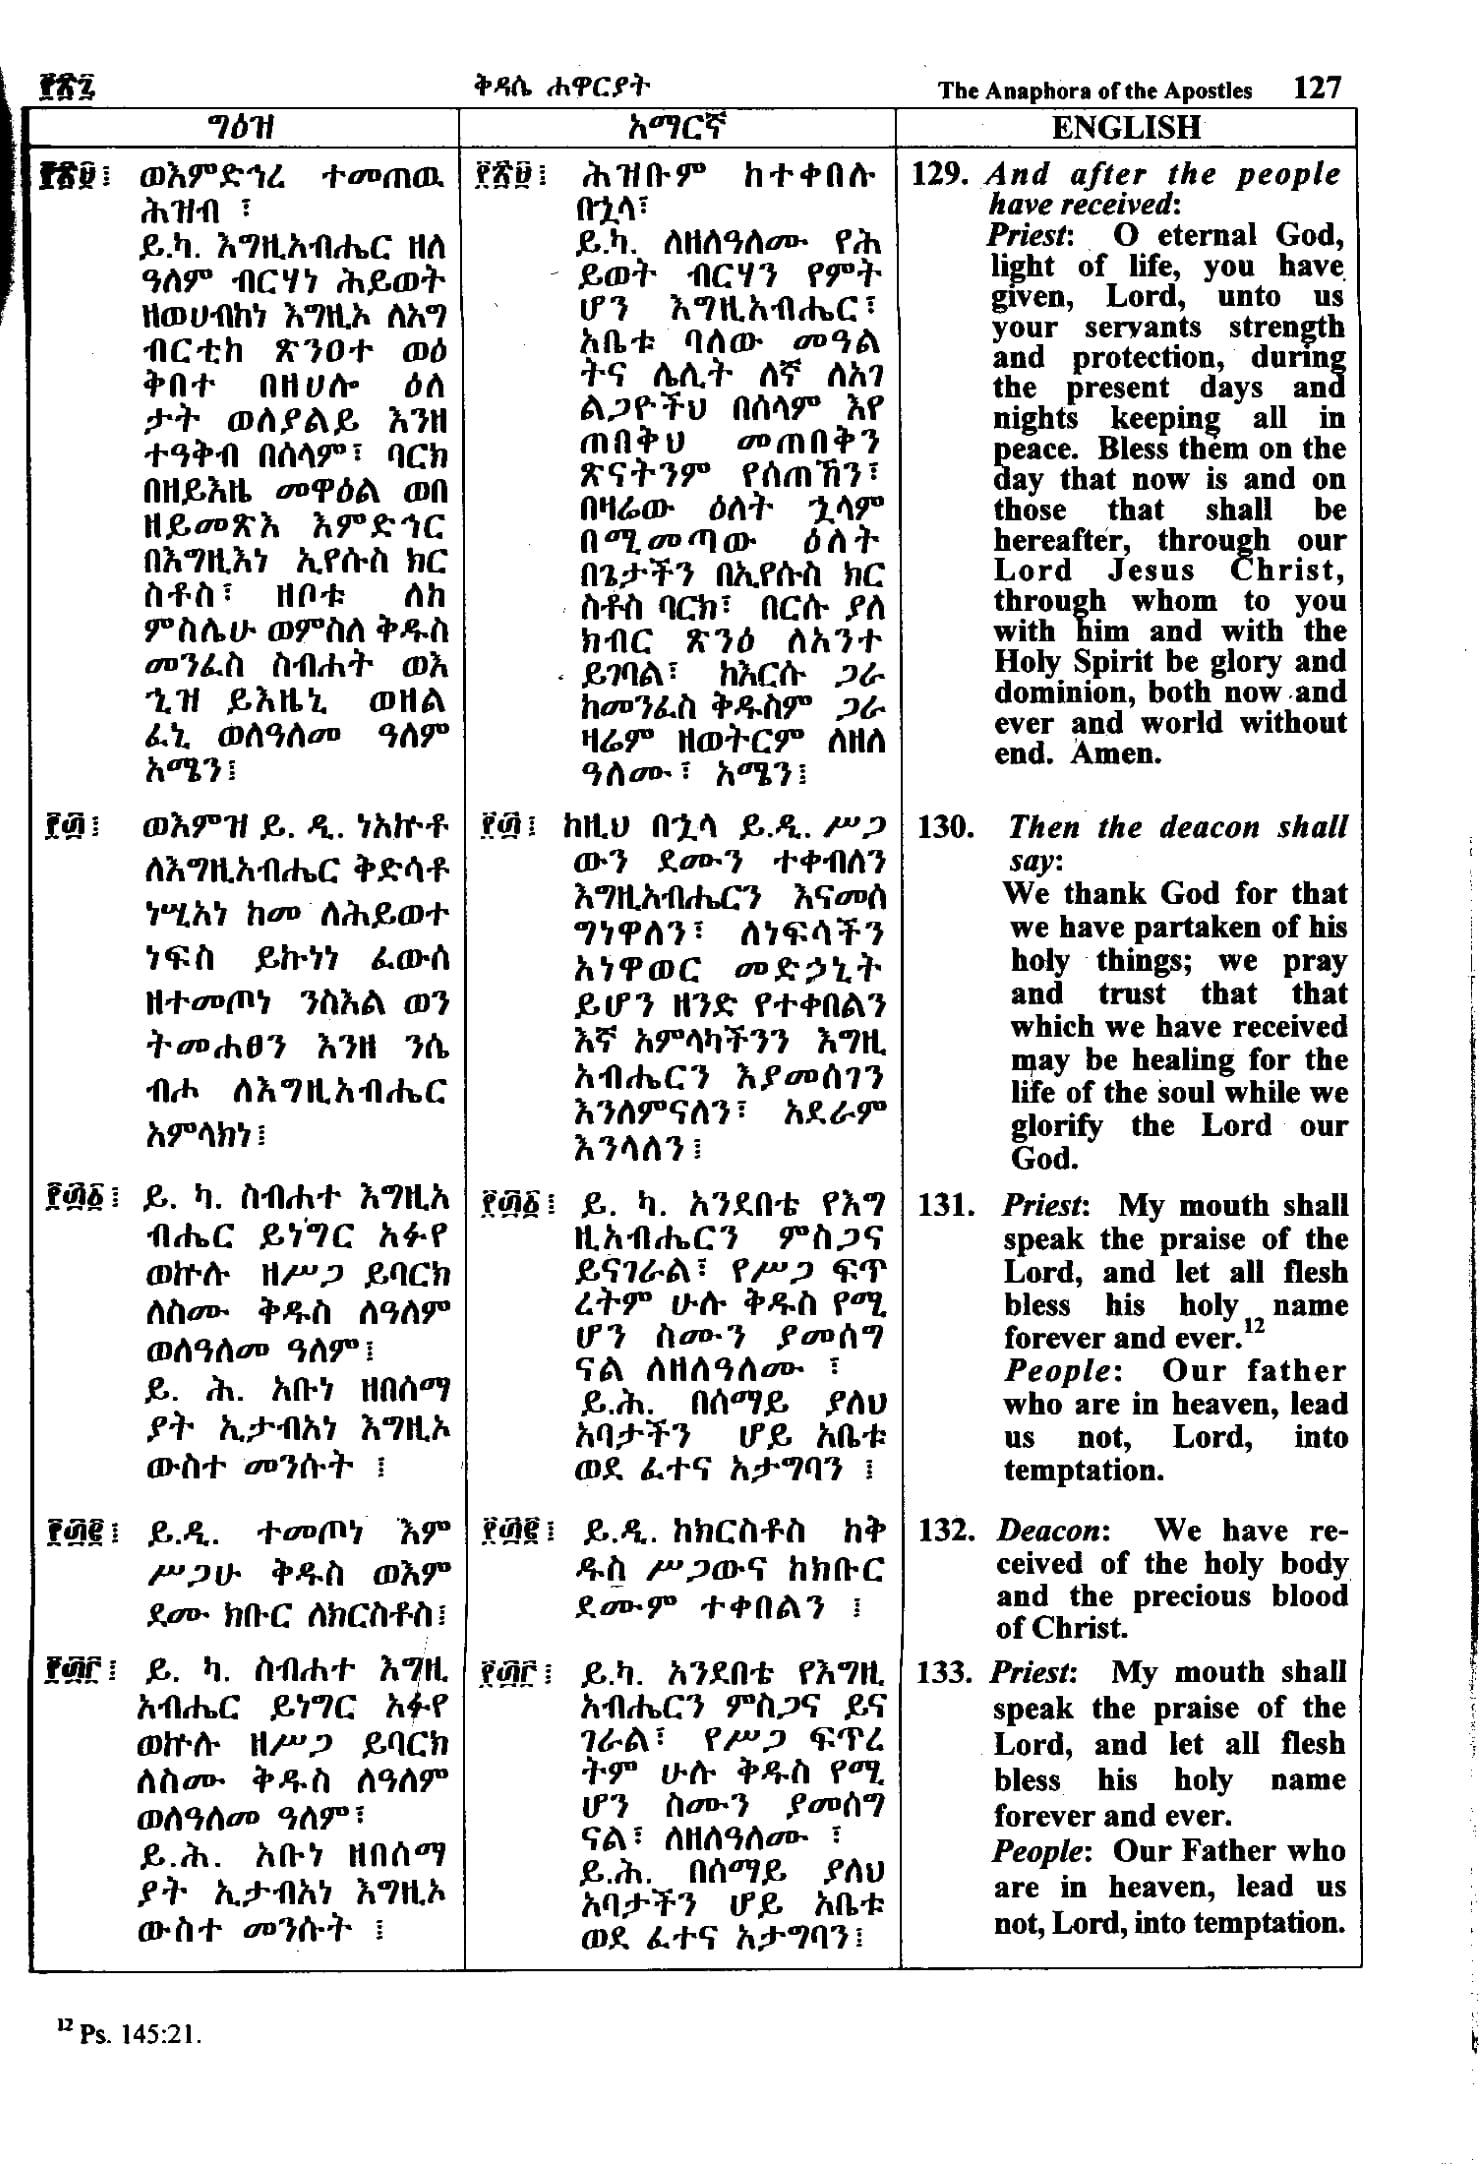 ፻፳፯ ቅዳሴ ሐዋርያት The Anaphora of the Apostles 127
ግዕዝ አማርኛ ENGLISH
፻፳፱፤ ወእምድኅረ ተመጠዉ
ሕዝብ ፣
ይ.ካ. እግዚአብሔር ዘለ
ዓለም ብርሃነ ሕይወት
ዘወሀብከነ እግዚኦ ለአግ
ብርቲከ ጽንዐተ ወዕ
ቅበተ በዘሀሎ ዕለ
ታት ወለያልይ እንዘ
ተዓቅብ በሰላም፣ ባርክ
በዘይእዜ መዋዕል ወበ
ዘይመጽእ እምድኅር
በእግዚእነ ኢየሱስ ክር
ስቶስ፣ ዘቦቱ ለከ
ምስሌሁ ወምስለ ቅዱስ
መንፈስ ስብሐት ወእ
ኂዝ ይእዜኒ ወዘል
ፈኒ ወለዓለመ ዓለም
አሜን፤
፻፴፤ ወእምዝ ይ. ዲ. ነአኵቶ
ለእግዚአብሔር ቅድሳቶ
ነሢአነ ከመ ለሕይወተ
ነፍስ ይኩነነ ፈውሰ
ዘተመጦነ ንስእል ወን
ትመሐፀን እንዘ ንሴ
ብሖ ለእግዚአብሔር
አምላክነ፤
፻፴፩፤ ይ. ካ. ስብሐተ እግዚአ
ብሔር ይነግር አፉየ
ወኵሉ ዘሥጋ ይባርክ
ለስሙ ቅዱስ ለዓለም
ወለዓለመ ዓለም፤
ይ. ሕ. አቡነ ዘበሰማ
ያት ኢታብአነ እግዚኦ
ውስተ መንሱት ፤
፻፴፪፤ ይ.ዲ. ተመጦነ እም
ሥጋሁ ቅዱስ ወእም
ደሙ ክቡር ለክርስቶስ፤
፻፴፫፤ ይ. ካ. ስብሐተ እግዚ
አብሔር ይነግር አፉየ
ወኵሉ ዘሥጋ ይባርክ
ለስሙ ቅዱስ ለዓለም
ወለዓለመ ዓለም፣
ይ.ሕ. አቡነ ዘበሰማ
ያት ኢታብአነ እግዚኦ
ውስተ መንሱት ፤
፻፳፱፤ ሕዝቡም ከተቀበሉ
በኋላ፣
ይ.ካ. ለዘለዓለሙ የሕ
ይወት ብርሃን የምት
ሆን እግዚአብሔር፣
አቤቱ ባለው መዓል
ትና ሌሊት ለኛ ለአገ
ልጋዮችህ በሰላም እየ
ጠበቅህ መጠበቅን
ጽናትንም የሰጠኸን፣
በዛሬው ዕለት ኋላም
በሚመጣው ዕለት
በጌታችን በኢየሱስ ክር
ስቶስ ባርክ፣ በርሱ ያለ
ክብር ጽንዕ ለአንተ
ይገባል፣ ከእርሱ ጋራ
ከመንፈስ ቅዱስም ጋራ
ዛሬም ዘወትርም ለዘለ
ዓለሙ፣ አሜን፤
፻፴፤ ከዚህ በኋላ ይ.ዲ. ሥጋ
ውን ደሙን ተቀብለን
እግዚአብሔርን እናመሰ
ግነዋለን፣ ለነፍሳችን
አነዋወር መድኃኒት
ይሆን ዘንድ የተቀበልን
እኛ አምላካችንን እግዚ
አብሔርን እያመሰገን
እንለምናለን፣ አደራም
እንላለን፤
፻፴፩፤ ይ. ካ. አንደበቴ የእግ
ዚአብሔርን ምስጋና
ይናገራል፣ የሥጋ ፍጥ
ረትም ሁሉ ቅዱስ የሚ
ሆን ስሙን ያመሰግ
ናል ለዘለዓለሙ ፣
ይ.ሕ. በሰማይ ያለህ
አባታችን ሆይ አቤቱ
ወደ ፈተና አታግባን ፤
፻፴፪፤ ይ.ዲ. ከክርስቶስ ከቅ
ዱስ ሥጋውና ከክቡር
ደሙም ተቀበልን ፤
፻፴፫፤ ይ.ካ. አንደበቴ የእግዚ
አብሔርን ምስጋና ይና
ገራል፣ የሥጋ ፍጥረ
ትም ሁሉ ቅዱስ የሚ
ሆን ስሙን ያመሰግ
ናል፣ ለዘለዓለሙ ፣
ይ.ሕ. በሰማይ ያለህ
አባታችን ሆይ አቤቱ
ወደ ፈተና አታግባን፤
129. And after the people
have received:
Priest: O eternal God,
light of life, you have
given, Lord, unto us
your servants strength
and protection, during
the present days and
nights keeping all in
peace. Bless them on the
day that now is and on
those that shall be
hereafter, through our
Lord Jesus Christ,
through whom to you
with him and with the
Holy Spirit be glory and
dominion, both now and
ever and world without
end. Amen.
130. Then the deacon shall
say:
We thank God for that
we have partaken of his
holy things; we pray
and trust that that
which we have received
may be healing for the
life of the soul while we
glorify the Lord our
God.
131. Priest: My mouth shall
speak the praise of the
Lord, and let all flesh
bless his holy name
forever and ever.12
People: Our father
who are in heaven, lead
us not, Lord, into
temptation.
132. Deacon: We have re-
ceived of the holy body
and the precious blood
of Christ.
133. Priest: My mouth shall
speak the praise of the
Lord, and let all flesh
bless his holy name
forever and ever.
People: Our Father who
are in heaven, lead us
not, Lord, into temptation.
12 Ps. 145:21.